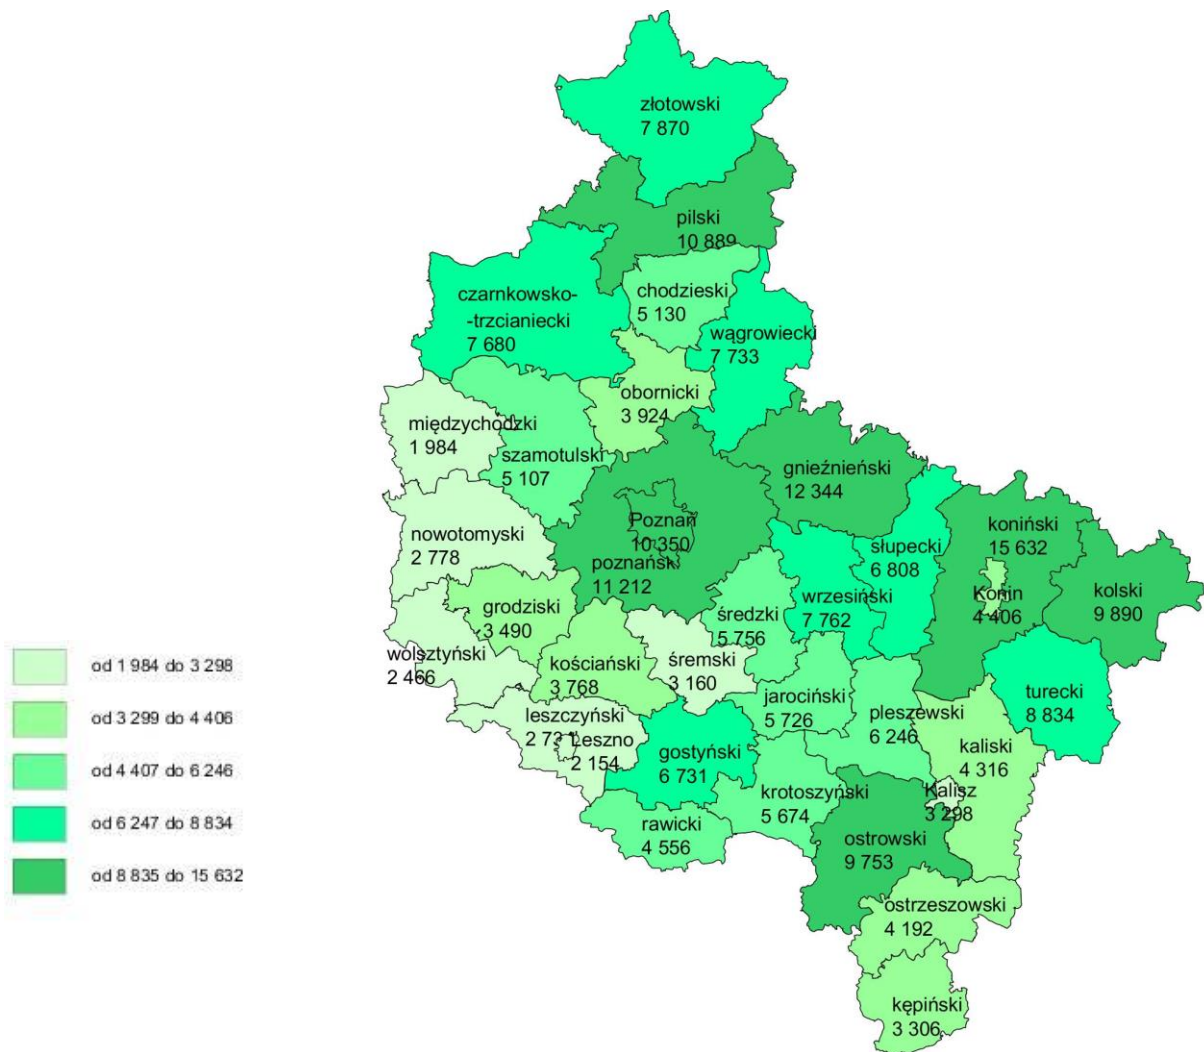 złotowski
7 870
pilski
10 889
czarnkowsko-
-trzcianiecki
7 680
chodzieski
5 130
wągrowiecki
7 733
obornicki
3 924
międzychodzki
1 984
szamotulski
5 107
gnieźnieński
12 344
Poznań
10 350
poznański
11 212
nowotomyski
2 778
słupecki
6 808
koniński
15 632
Konin
4 406
kolski
9 890
grodziski
3 490
średzki
5 756
wrzesiński
7 762
wolsztyński
2 466
kościański
3 768
śremski
3 160
jarociński
5 726
pleszewski
6 246
turecki
8 834
leszczyński
2 73
Leszno
2 154
gostyński
6 731
kaliski
4 316
Kalisz
3 298
krotoszyński
5 674
rawicki
4 556
ostrowski
9 753
ostrzeszowski
4 192
kępiński
3 306
od 1 984 do 3 298
od 3 299 do 4 406
od 4 407 do 6 246
od 6 247 do 8 834
od 8 835 do 15 632